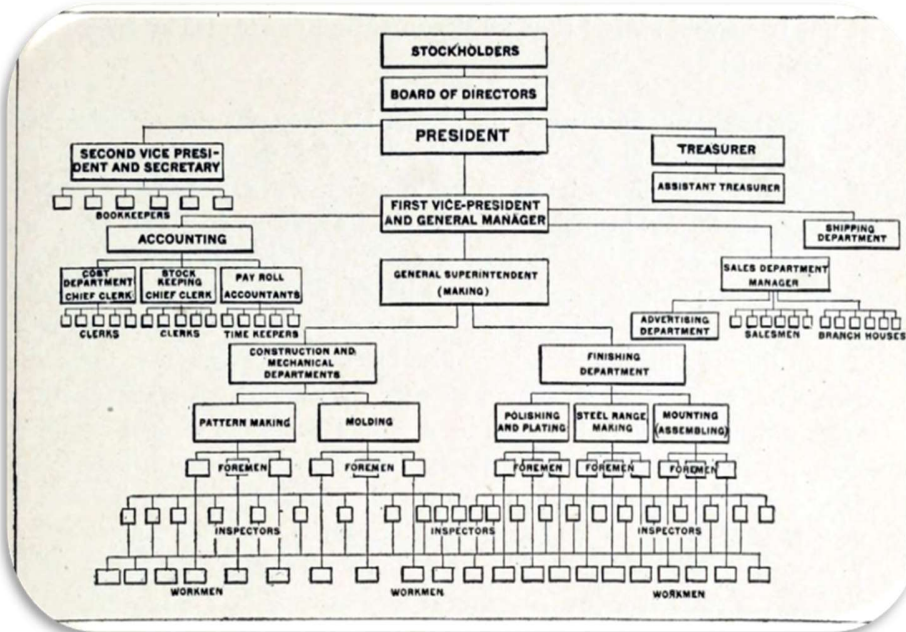 STOCKHOLDERS
BOARD OF DIRECTORS
PRESIDENT
SECOND VICE PRESI-
DENT AND SECRETARY
TREASURER
ASSISTANT TREASURER
BOOKKEEPERS
FIRST VICE-PRESIDENT
AND GENERAL MANAGER
ACCOUNTING
SHIPPING
DEPARTMENT
COST
DEPARTMENT
CHIEF CLERK
STOCK
KEEPING
CHIEF CLERK
PAY ROLL
ACCOUNTANTS
GENERAL SUPERINTENDENT
(MAKING)
SALES DEPARTMENT
MANAGER
CLERKS
CLERKS
TIME KEEPERS
ADVERTISING
DEPARTMENT
SALESMEN
BRANCH HOUSES
CONSTRUCTION AND
MECHANICAL
DEPARTMENTS
FINISHING
DEPARTMENT
PATTERN MAKING
MOLDING
POLISHING
AND PLATING
STEEL RANGE
MAKING
MOUNTING
(ASSEMBLING)
FOREMEN
FOREMEN
FOREMEN
FOREMEN
FOREMEN
INSPECTORS
INSPECTORS
INSPECTORS
WORKMEN
WORKMEN
WORKMEN